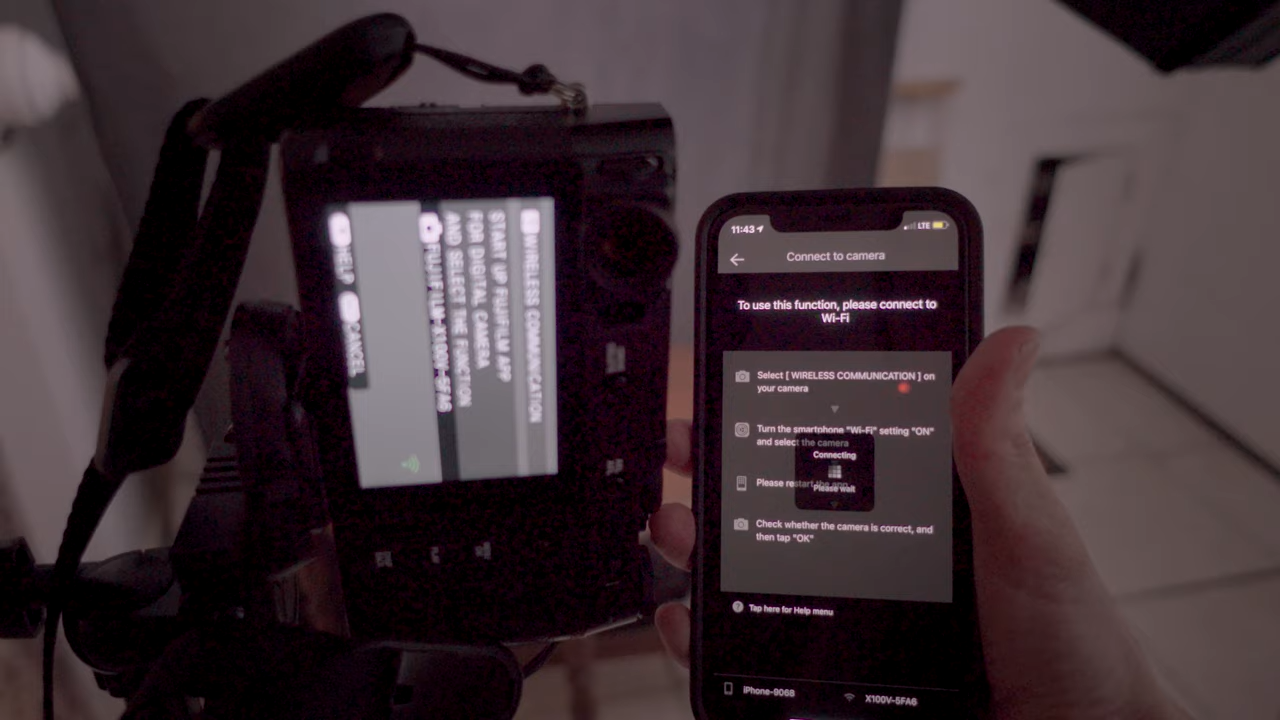 WIRELESS COMMUNICATION
START UP FUJIFILM APP
FOR DIGITAL CAMERA
AND SELECT THE FUNCTION
FUJIFILM-X100V-5FA6
HELP
CANCEL
11:43
LTE
Connect to camera
To use this function, please connect to
Wi-Fi
Select [ WIRELESS COMMUNICATION ] on
your camera
Turn the smartphone "Wi-Fi" setting "ON"
and select the camera
Connecting
Please restart the app
Please wait
Check whether the camera is correct, and
then tap "OK"
? Tap here for Help menu
iPhone-9068
X100V-5FA6